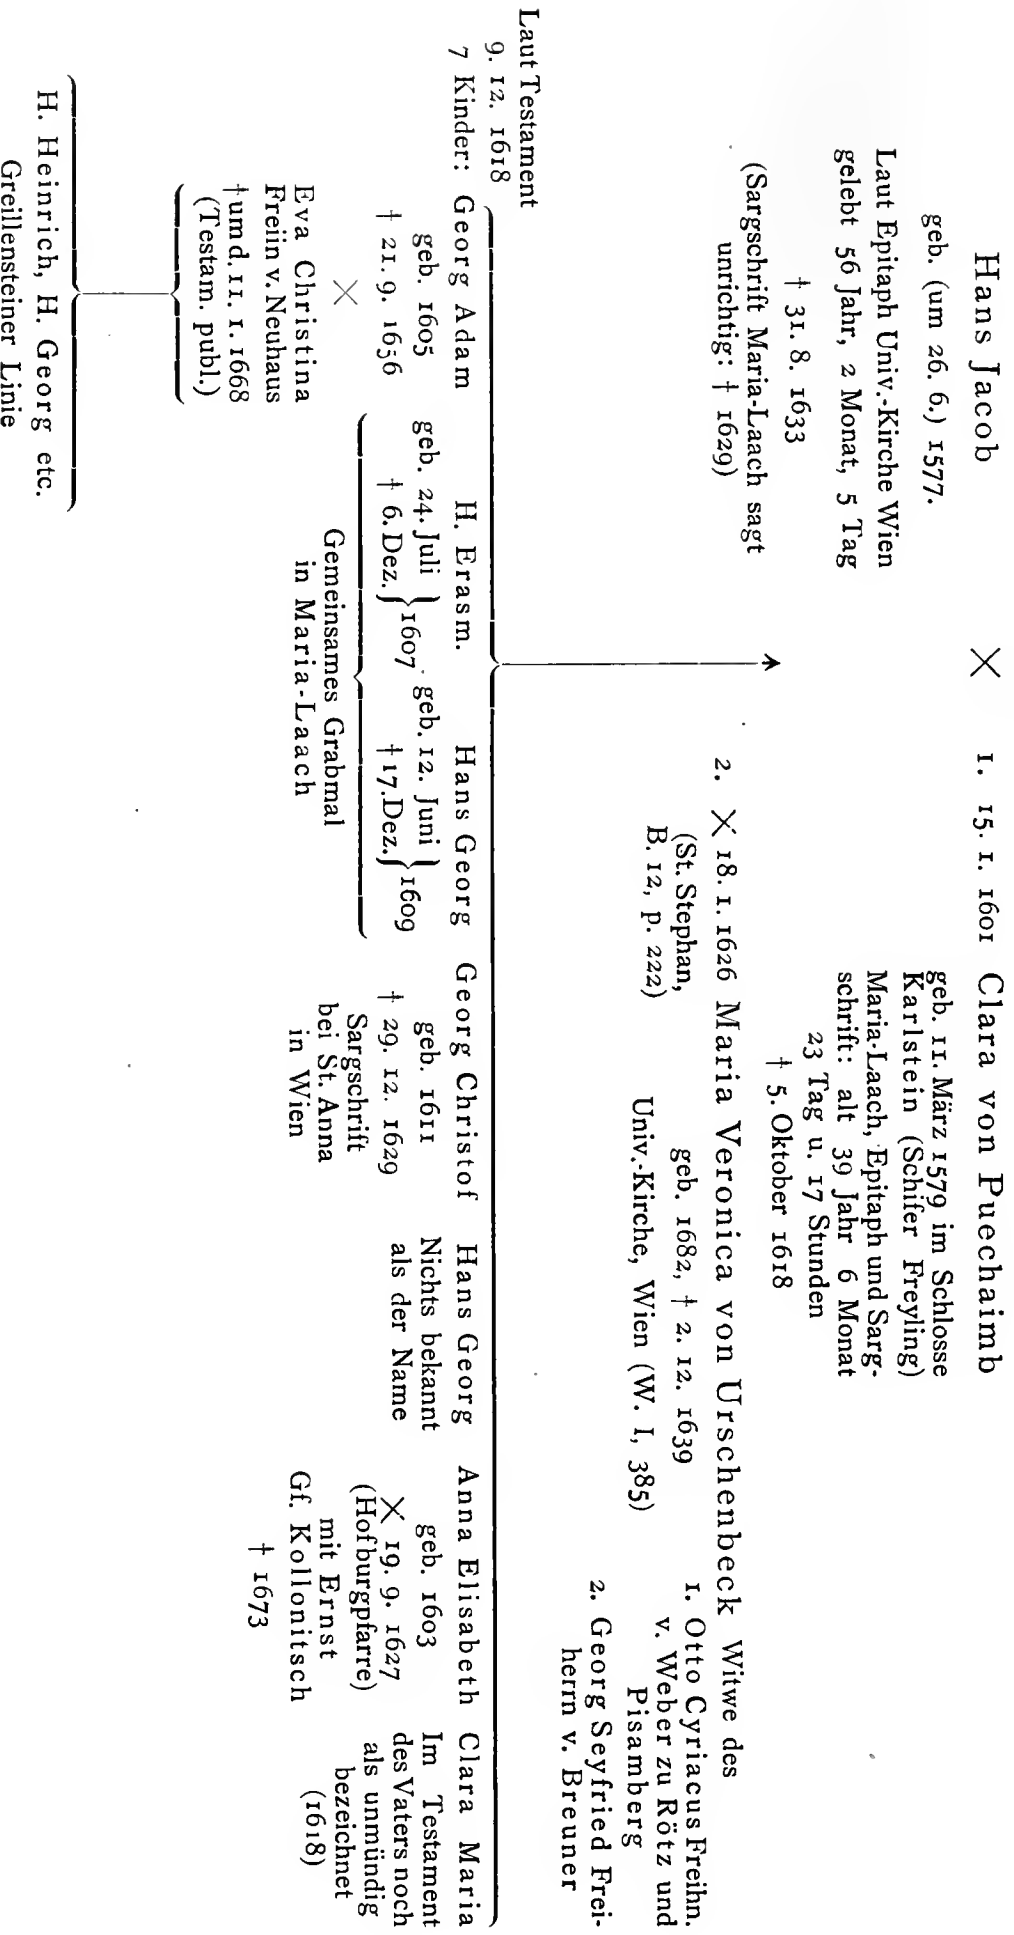 Hans Jacob
geb. (um 26. 6.) 1577.
Laut Epitaph Univ.-Kirche Wien
gelebt 56 Jahr, 2 Monat, 5 Tag
† 31. 8. 1633
(Sargschrift Maria-Laach sagt
unrichtig: † 1629)
×
1. 15. 1. 1601 Clara von Puechaimb
geb. 11. März 1579 im Schlosse
Karlstein (Schifer Freyling)
Maria-Laach, Epitaph und Sarg-
schrift: alt 39 Jahr 6 Monat
23 Tag u. 17 Stunden
† 5. Oktober 1618
2. × 18. 1. 1626 Maria Veronica von Urschenbeck Witwe des
(St. Stephan,
B. 12, p. 222)
geb. 1682, † 2. 12. 1639
Univ.-Kirche, Wien (W. I, 385)
1. Otto Cyriacus Freihn.
v. Weber zu Rötz und
Pisamberg
2. Georg Seyfried Frei-
herrn v. Breuner
Laut Testament
9. 12. 1618
7 Kinder:
Georg Adam
geb. 1605
† 21. 9. 1656
×
Eva Christina
Freiin v. Neuhaus
† um d. 11. 1. 1668
(Testam. publ.)
H. Heinrich, H. Georg etc.
Greillensteiner Linie
H. Erasm.
geb. 24. Juli
† 6. Dez.
1607
Hans Georg
geb. 12. Juni
† 17. Dez.
1609
Gemeinsames Grabmal
in Maria-Laach
Georg Christof
geb. 1611
† 29. 12. 1629
Sargschrift
bei St. Anna
in Wien
Hans Georg
Nichts bekannt
als der Name
Anna Elisabeth
geb. 1603
× 19. 9. 1627
(Hofburgpfarre)
mit Ernst
Gf. Kollonitsch
† 1673
Clara Maria
Im Testament
des Vaters noch
als unmündig
bezeichnet
(1618)